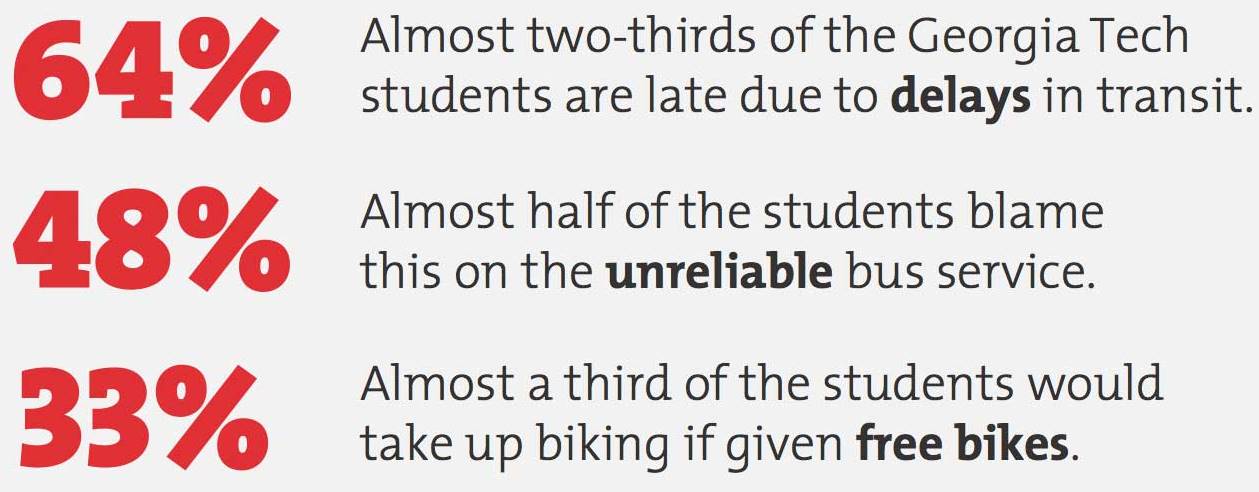 64%
Almost two-thirds of the Georgia Tech
students are late due to delays in transit.
48%
Almost half of the students blame
this on the unreliable bus service.
33%
Almost a third of the students would
take up biking if given free bikes.